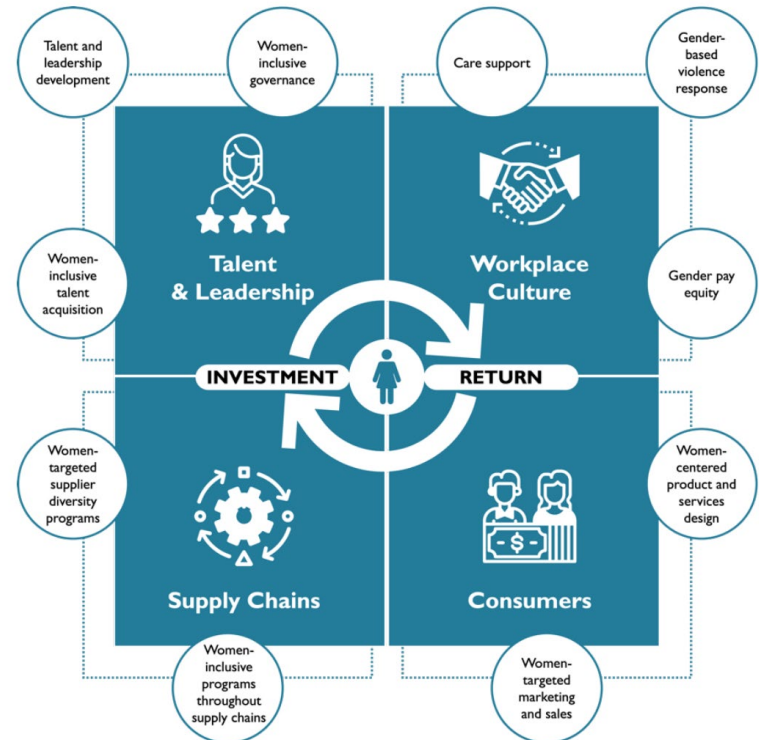 Talent and
leadership
development
Women-
inclusive
governance
Care support
Gender-
based
violence
response
Talent
& Leadership
Workplace
Culture
Women-
inclusive
talent
acquisition
Gender pay
equity
INVESTMENT
RETURN
Women-
targeted
supplier
diversity
programs
Women-
centered
product and
services
design
-$-
Supply Chains
Consumers
Women-
inclusive
programs
throughout
supply chains
Women-
targeted
marketing
and sales